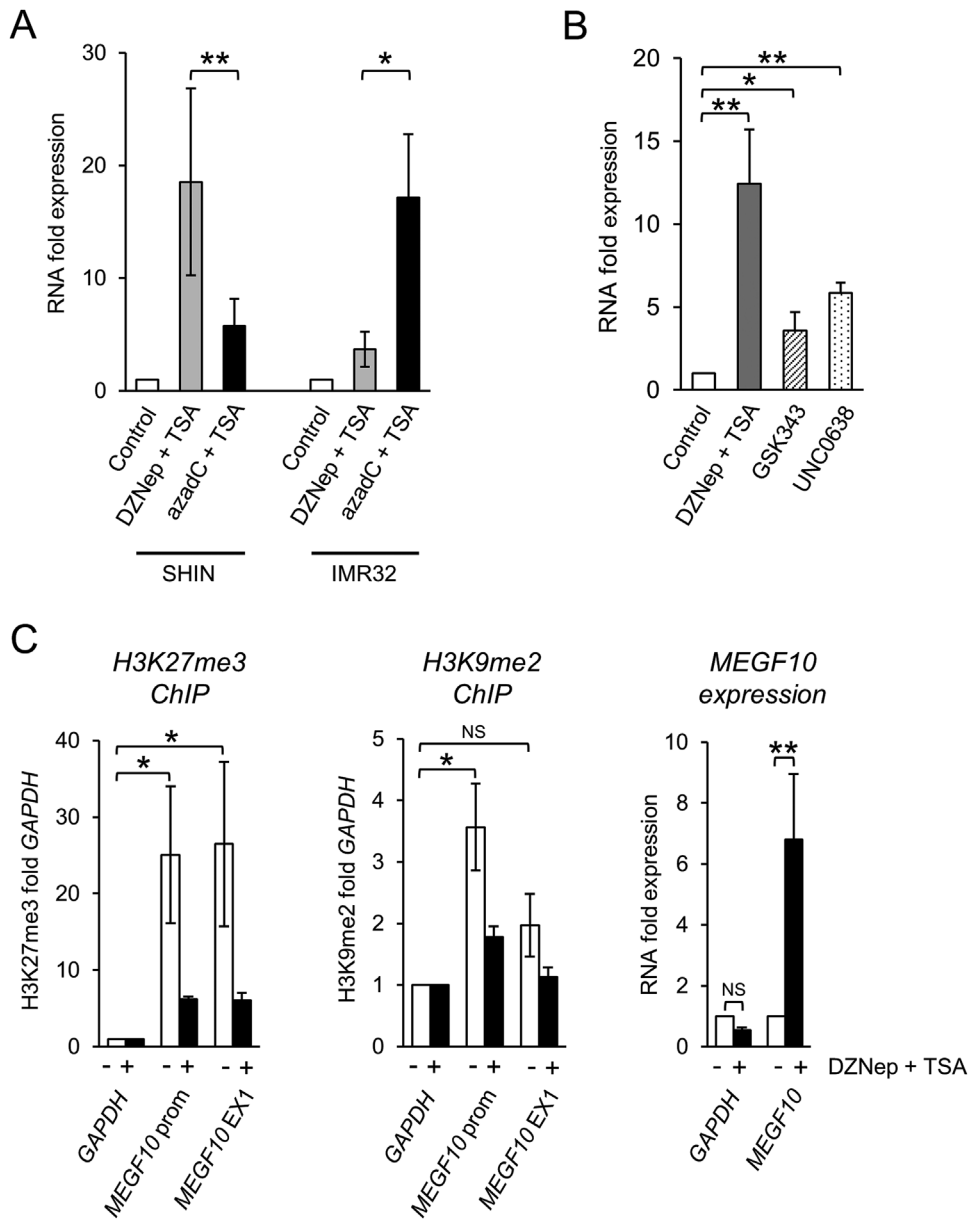 A
RNA fold expression
30
20
10
0
**
*
Control
DZNep + TSA
azadC + TSA
Control
DZNep + TSA
azadC + TSA
SHIN
IMR32
B
RNA fold expression
20
15
10
5
0
**
*
**
Control
DZNep + TSA
GSK343
UNC0638
C
H3K27me3
ChIP
H3K27me3 fold GAPDH
40
30
20
10
0
*
*
- + - + - +
GAPDH
MEGF10 prom
MEGF10 EX1
H3K9me2
ChIP
H3K9me2 fold GAPDH
5
4
3
2
1
0
NS
*
- + - + - +
GAPDH
MEGF10 prom
MEGF10 EX1
MEGF10
expression
RNA fold expression
10
8
6
4
2
0
**
NS
- + - + DZNep + TSA
GAPDH
MEGF10